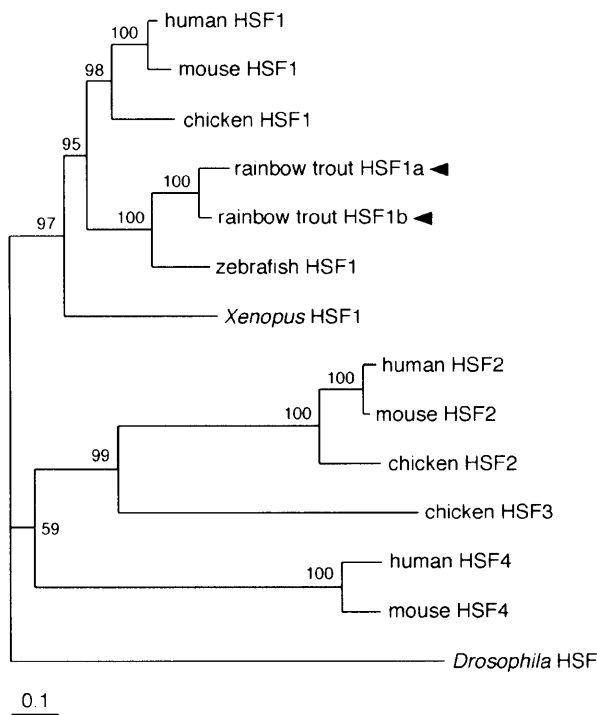 human HSF1
100
mouse HSF1
98
chicken HSF1
95
rainbow trout HSF1a
100
rainbow trout HSF1b
100
97
zebrafish HSF1
Xenopus HSF1
human HSF2
100
mouse HSF2
100
chicken HSF2
99
chicken HSF3
59
human HSF4
100
mouse HSF4
Drosophila HSF
0.1